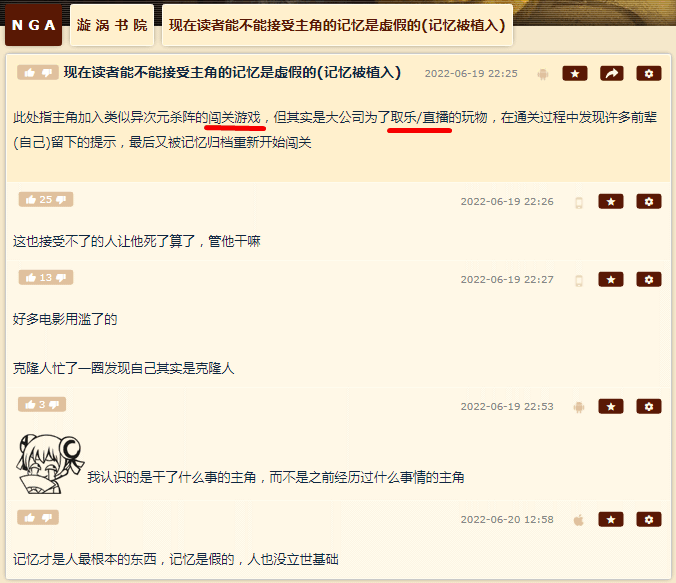 NGA
漩涡书院
现在读者能不能接受主角的记忆是虚假的(记忆被植入)
现在读者能不能接受主角的记忆是虚假的(记忆被植入)
2022-06-19 22:25
此处指主角加入类似异次元杀阵的闯关游戏，但其实是大公司为了取乐/直播的玩物，在通关过程中发现许多前辈
(自己)留下的提示，最后又被记忆归档重新开始闯关
25
2022-06-19 22:26
这也接受不了的人让他死了算了，管他干嘛
13
2022-06-19 22:27
好多电影用滥了的
克隆人忙了一圈发现自己其实是克隆人
3
2022-06-19 22:53
我认识的是干了什么事的主角，而不是之前经历过什么事情的主角
2022-06-20 12:58
记忆才是人最根本的东西，记忆是假的，人也没立世基础